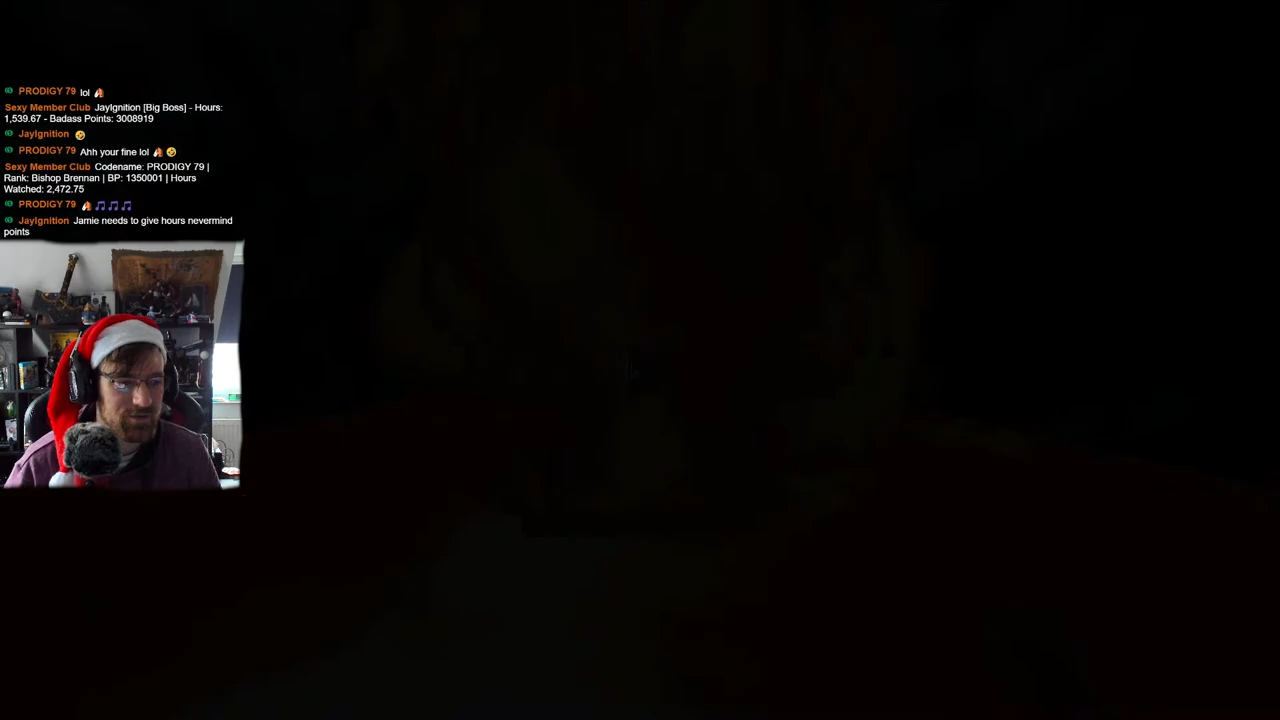 PRODIGY 79 lol
Sexy Member Club JayIgnition [Big Boss] - Hours:
1,539.67 - Badass Points: 3008919
JayIgnition
PRODIGY 79 Ahh your fine lol
Sexy Member Club Codename: PRODIGY 79 |
Rank: Bishop Brennan | BP: 1350001 | Hours
Watched: 2,472.75
PRODIGY 79
JayIgnition Jamie needs to give hours nevermind
points